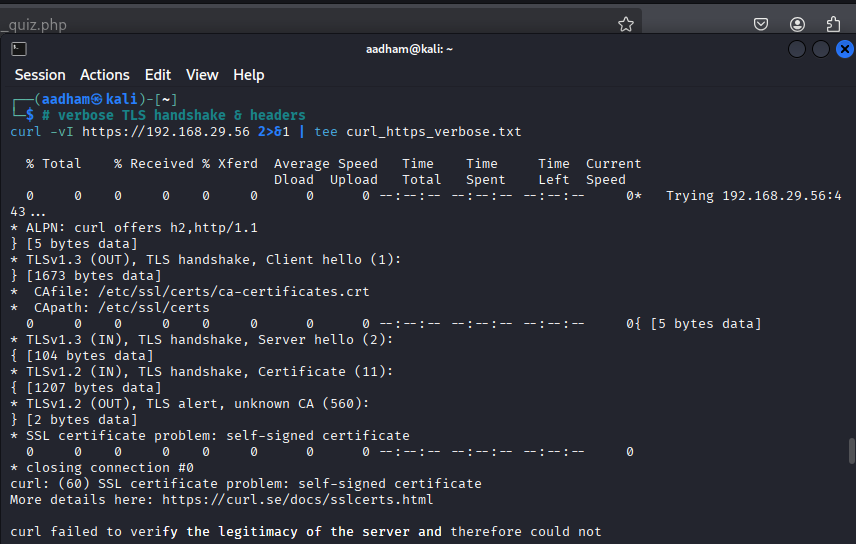 _quiz.php
aadham@kali: ~
Session Actions Edit View Help
┌──(aadham㉿kali)-[~]
└─$ # verbose TLS handshake & headers
curl -vI https://192.168.29.56 2>&1 | tee curl_https_verbose.txt
  % Total    % Received % Xferd  Average Speed   Time    Time     Time  Current
                                 Dload  Upload   Total   Spent    Left  Speed
  0     0    0     0    0     0      0      0 --:--:-- --:--:-- --:--:--     0*   Trying 192.168.29.56:4
43...
* ALPN: curl offers h2,http/1.1
} [5 bytes data]
* TLSv1.3 (OUT), TLS handshake, Client hello (1):
} [1673 bytes data]
*  CAfile: /etc/ssl/certs/ca-certificates.crt
*  CApath: /etc/ssl/certs
  0     0    0     0    0     0      0      0 --:--:-- --:--:-- --:--:--     0{ [5 bytes data]
* TLSv1.3 (IN), TLS handshake, Server hello (2):
{ [104 bytes data]
* TLSv1.2 (IN), TLS handshake, Certificate (11):
{ [1207 bytes data]
* TLSv1.2 (OUT), TLS alert, unknown CA (560):
} [2 bytes data]
* SSL certificate problem: self-signed certificate
  0     0    0     0    0     0      0      0 --:--:-- --:--:-- --:--:--     0
* closing connection #0
curl: (60) SSL certificate problem: self-signed certificate
More details here: https://curl.se/docs/sslcerts.html
curl failed to verify the legitimacy of the server and therefore could not